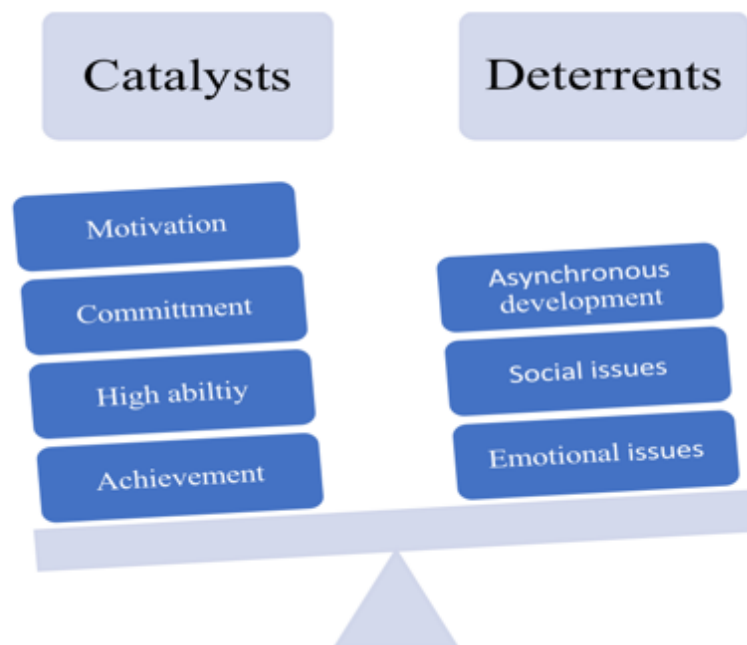 Catalysts
Deterrents
Motivation
Committment
High abiltiy
Achievement
Asynchronous
development
Social issues
Emotional issues